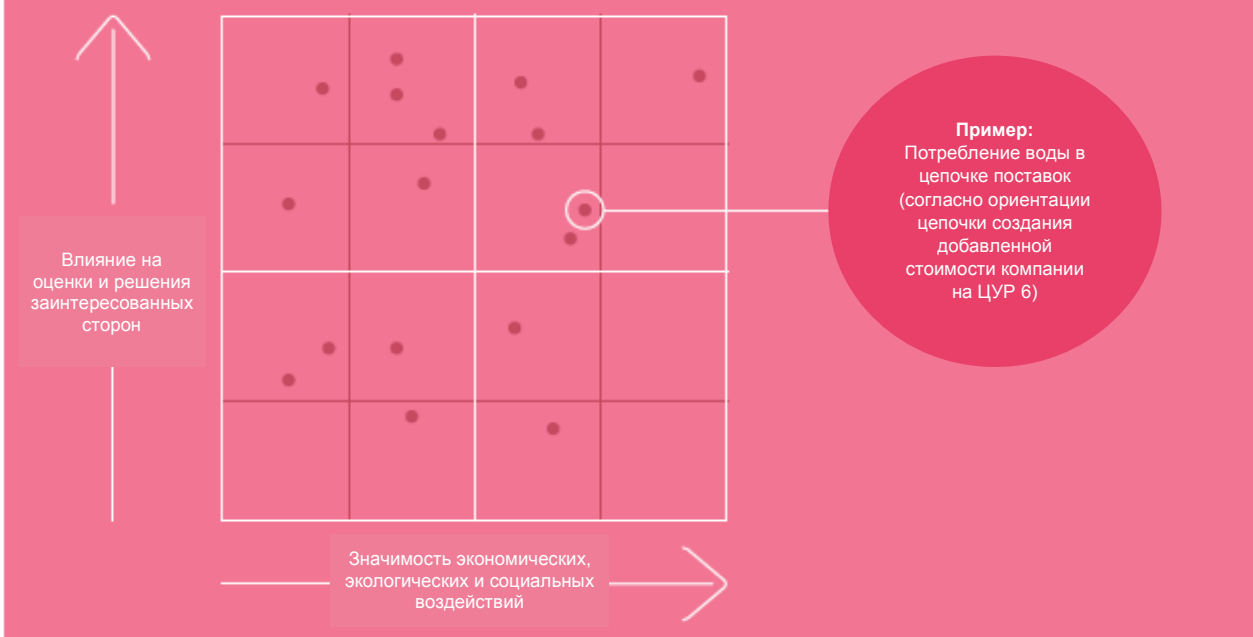 Пример:
Потребление воды в
цепочке поставок
(согласно ориентации
цепочки создания
добавленной
стоимости компании
на ЦУР 6)
Влияние на
оценки и решения
заинтересованных
сторон
Значимость экономических,
экологических и социальных
воздействий